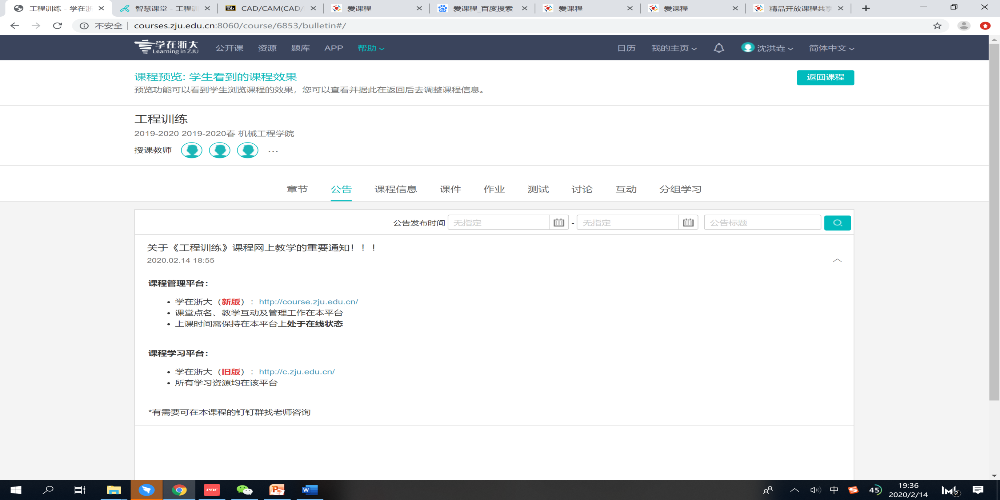 工程训练 - 学在浙
智慧课堂 - 工程训
Bb CAD/CAM(CAD/
爱课程
爱课程_百度搜索
爱课程
爱课程
精品开放课程共享
不安全 | courses.zju.edu.cn:8060/course/6853/bulletin#/
学在浙大
Learning in ZJU
公开课 资源 题库 APP 帮助
日历 我的主页 沈洪垚 简体中文
课程预览: 学生看到的课程效果
返回课程
预览功能可以看到学生浏览课程的效果，您可以查看并据此在返回后去调整课程信息。
工程训练
2019-2020 2019-2020春 机械工程学院
授课教师 ...
章节 公告 课程信息 课件 作业 测试 讨论 互动 分组学习
公告发布时间 无指定 - 无指定 公告标题
关于《工程训练》课程网上教学的重要通知！！！
2020.02.14 18:55
课程管理平台：
• 学在浙大（新版）：http://course.zju.edu.cn/
• 课堂点名、教学互动及管理工作在本平台
• 上课时间需保持在本平台上处于在线状态
课程学习平台：
• 学在浙大（旧版）：http://c.zju.edu.cn/
• 所有学习资源均在该平台
*有需要可在本课程的钉钉群找老师咨询
PDF
中
45
19:36
2020/2/14
2